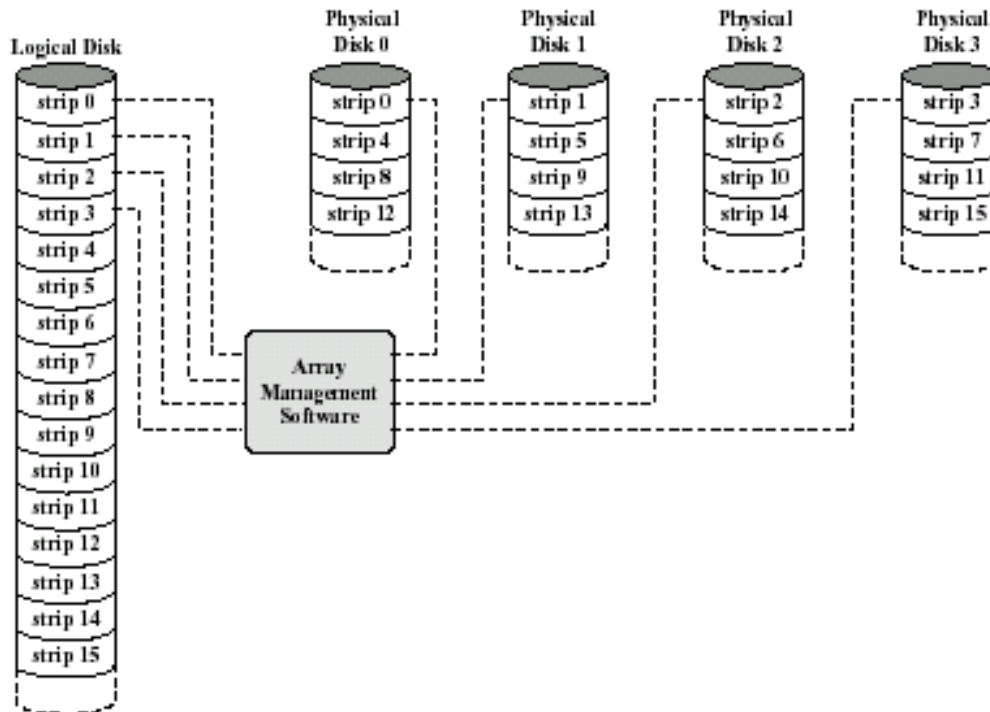 Logical Disk
strip 0
strip 1
strip 2
strip 3
strip 4
strip 5
strip 6
strip 7
strip 8
strip 9
strip 10
strip 11
strip 12
strip 13
strip 14
strip 15
Physical
Disk 0
strip 0
strip 4
strip 8
strip 12
Physical
Disk 1
strip 1
strip 5
strip 9
strip 13
Physical
Disk 2
strip 2
strip 6
strip 10
strip 14
Physical
Disk 3
strip 3
strip 7
strip 11
strip 15
Array
Management
Software